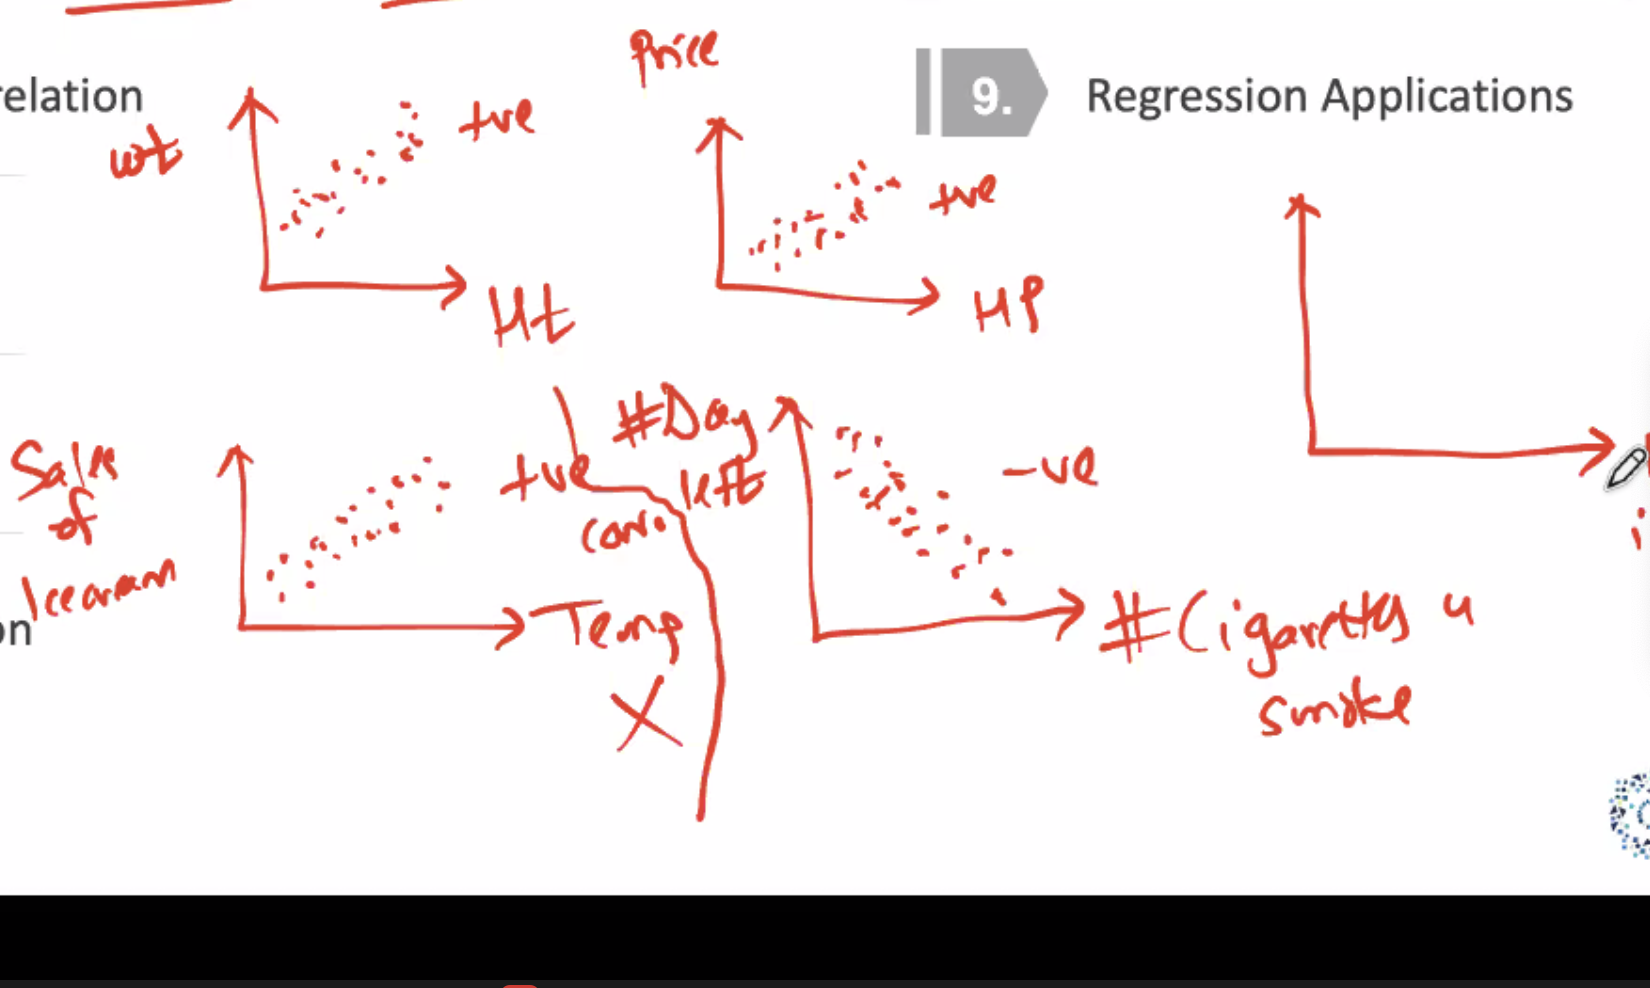 Price
relation
wt
+ve
9.
Regression Applications
+ve
Ht
HP
Sales
of
Icecream
+ve
corr.
Temp
X
#Day
left
-ve
#Cigarettes u
smoke
on